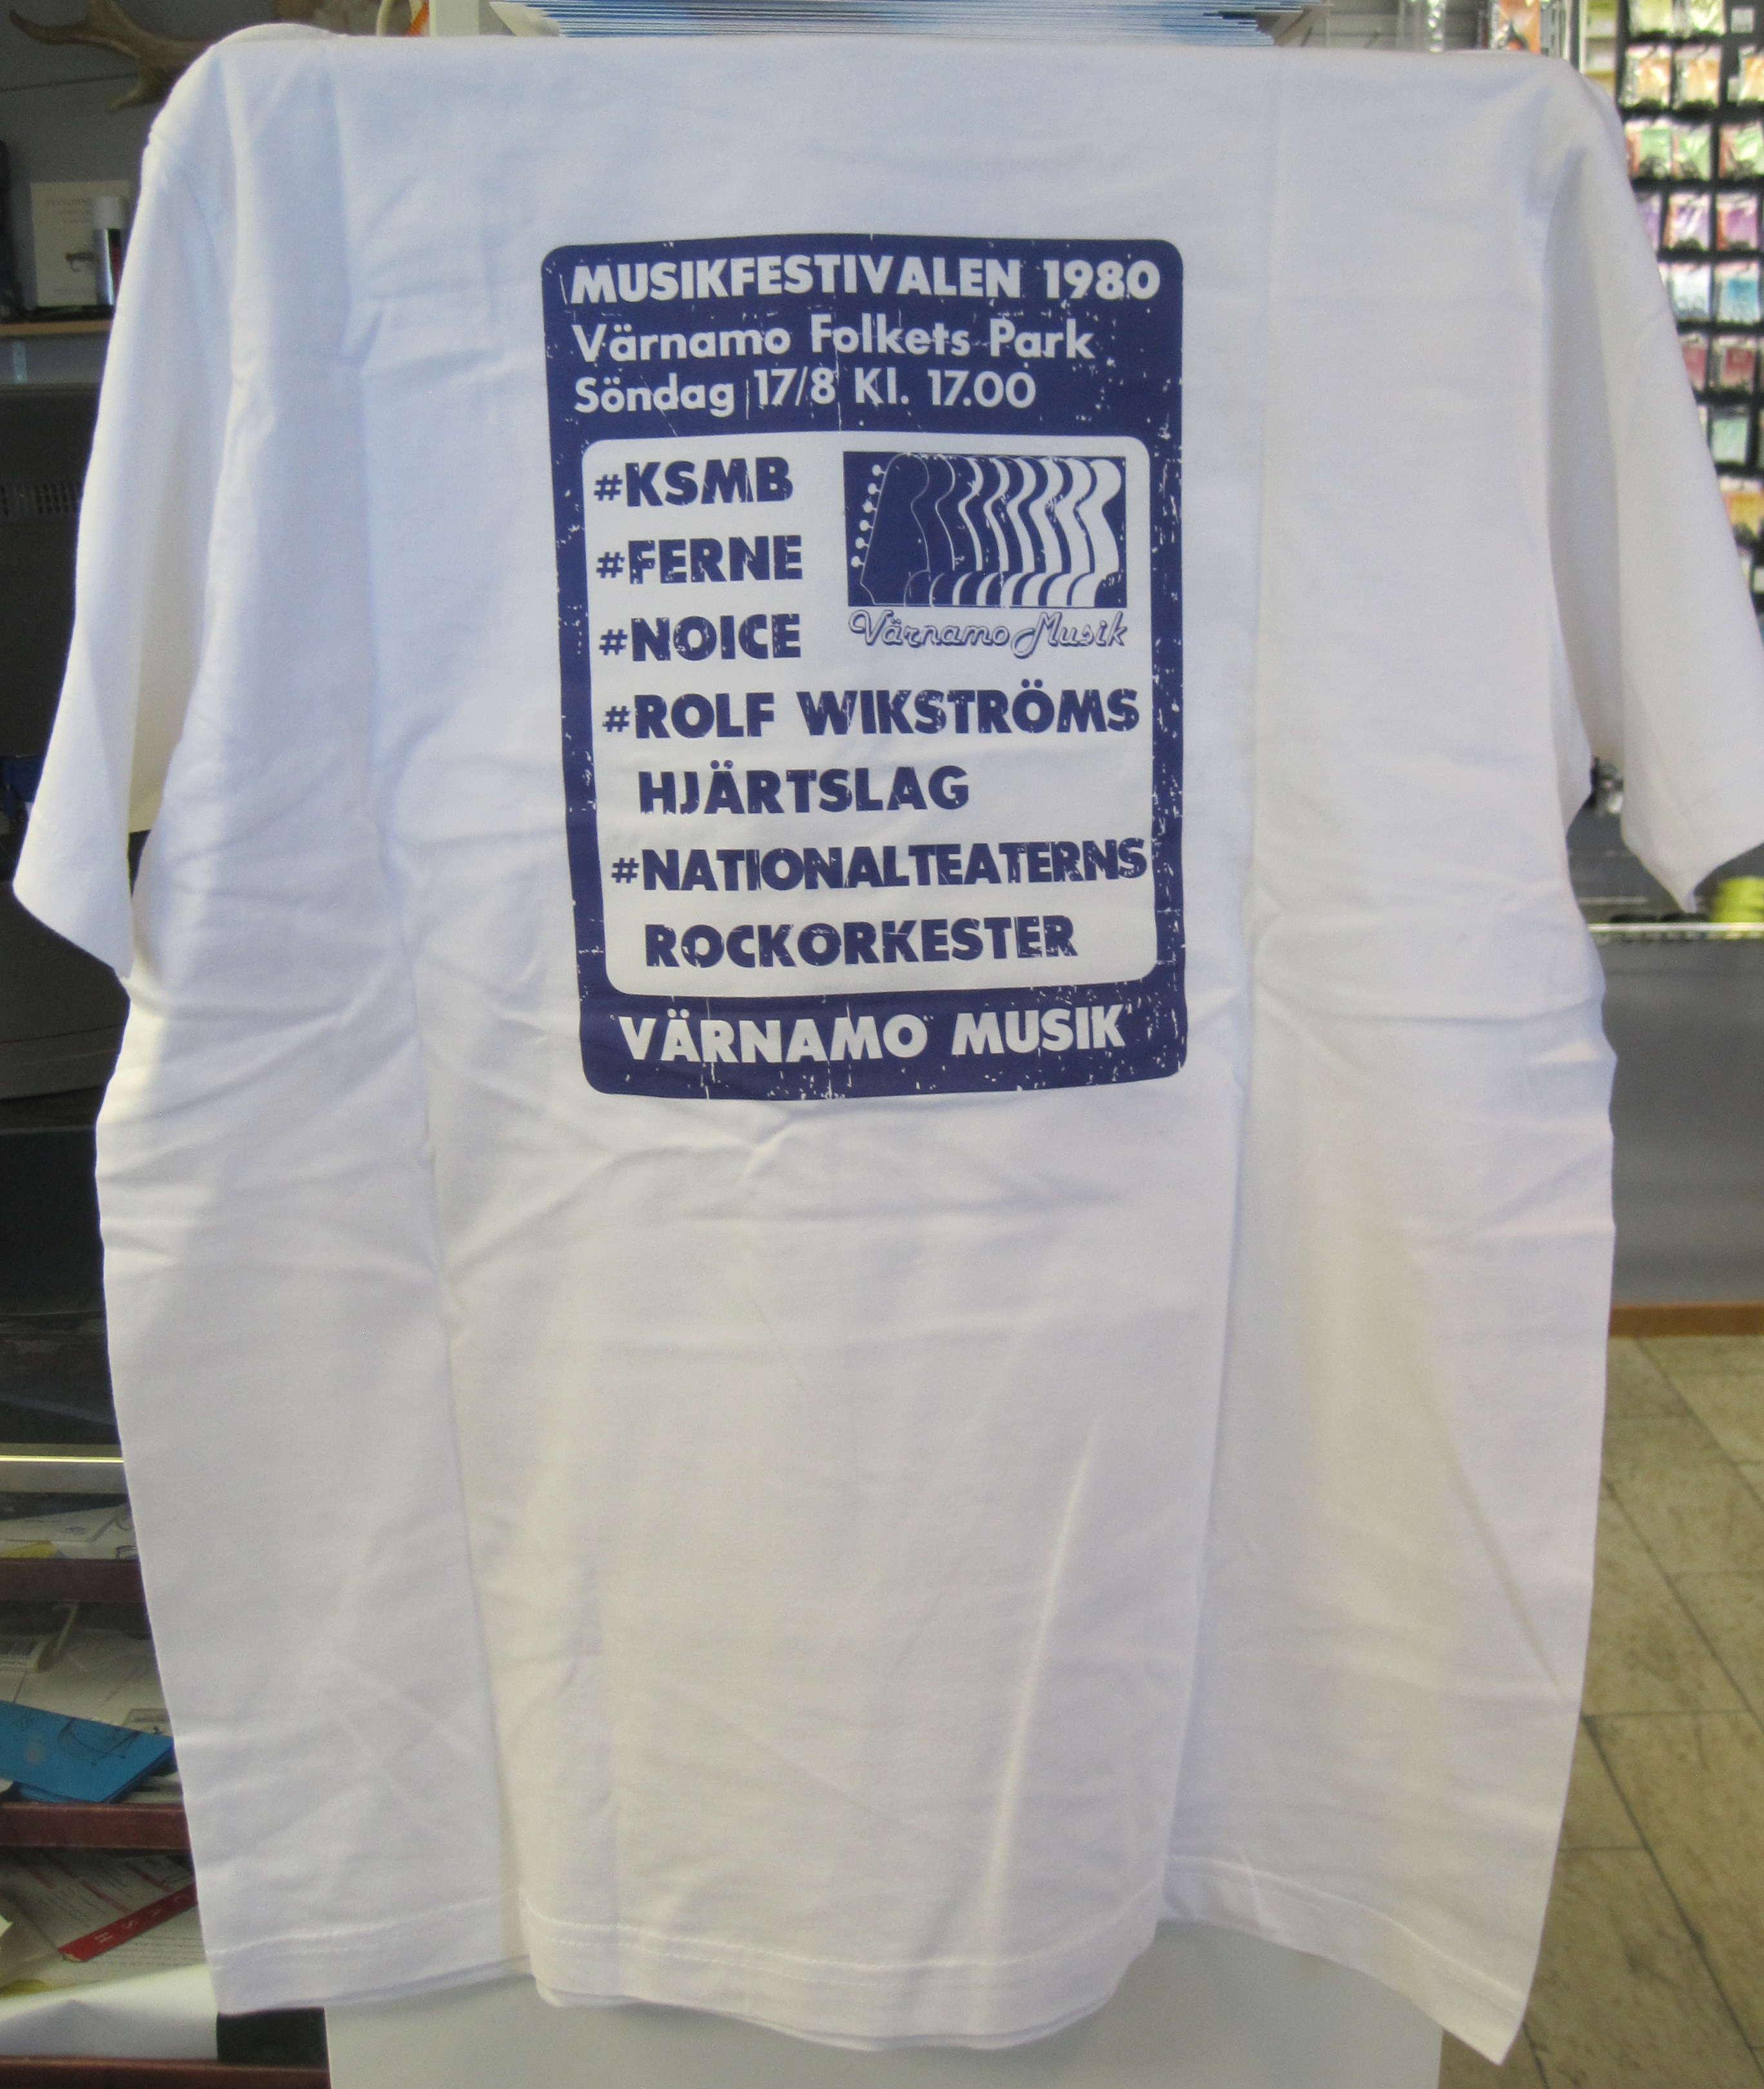 MUSIKFESTIVALEN 1980
Värnamo Folkets Park
Söndag 17/8 Kl. 17.00
#KSMB
#FERNE
#NOICE
Värnamo Musik
#ROLF WIKSTRÖMS
HJÄRTSLAG
#NATIONALTEATERNS
ROCKORKESTER
VÄRNAMO MUSIK